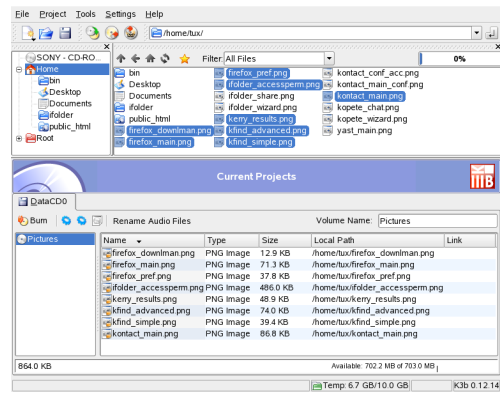 File Project Tools Settings Help
/home/tux/
SONY - CD-RO...
Home
bin
Desktop
Documents
ifolder
public_html
Root
Filter: All Files
0%
bin
Desktop
Documents
ifolder
public_html
firefox_downlman.png
firefox_main.png
firefox_pref.png
ifolder_accessperm.png
ifolder_share.png
ifolder_wizard.png
kerry_results.png
kfind_advanced.png
kfind_simple.png
kontact_conf_acc.png
kontact_main_conf.png
kontact_main.png
kopete_chat.png
kopete_wizard.png
yast_main.png
Current Projects
DataCD0
Burn Rename Audio Files Volume Name: Pictures
Pictures
Name Type Size Local Path Link
firefox_downlman.png PNG Image 12.9 KB /home/tux/firefox_downlman.png
firefox_main.png PNG Image 71.3 KB /home/tux/firefox_main.png
firefox_pref.png PNG Image 37.8 KB /home/tux/firefox_pref.png
ifolder_accessperm.png PNG Image 486.0 KB /home/tux/ifolder_accessperm.png
kerry_results.png PNG Image 48.9 KB /home/tux/kerry_results.png
kfind_advanced.png PNG Image 74.0 KB /home/tux/kfind_advanced.png
kfind_simple.png PNG Image 39.4 KB /home/tux/kfind_simple.png
kontact_main.png PNG Image 86.8 KB /home/tux/kontact_main.png
864.0 KB Available: 702.2 MB of 703.0 MB
Temp: 6.7 GB/10.0 GB K3b 0.12.14